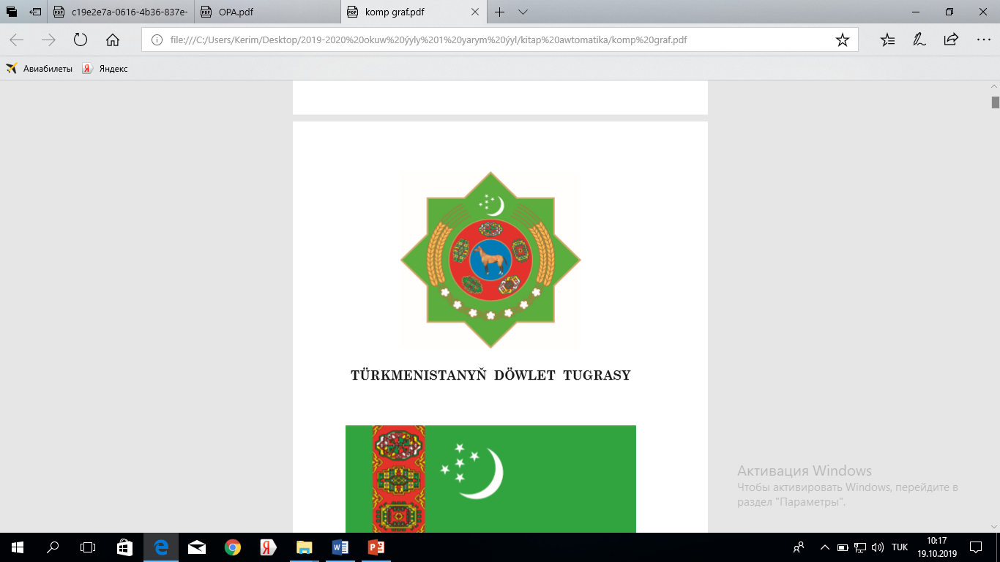 c19e2e7a-0616-4b36-837e-
OPA.pdf
komp graf.pdf
file:///C:/Users/Kerim/Desktop/2019-2020%20okuw%20ýyly%201%20yarym%20ýyl/kitap%20awtomatika/komp%20graf.pdf
Авиабилеты
Яндекс
TÜRKMENISTANYŇ DÖWLET TUGRASY
Активация Windows
Чтобы активировать Windows, перейдите в
раздел "Параметры".
TUK
10:17
19.10.2019